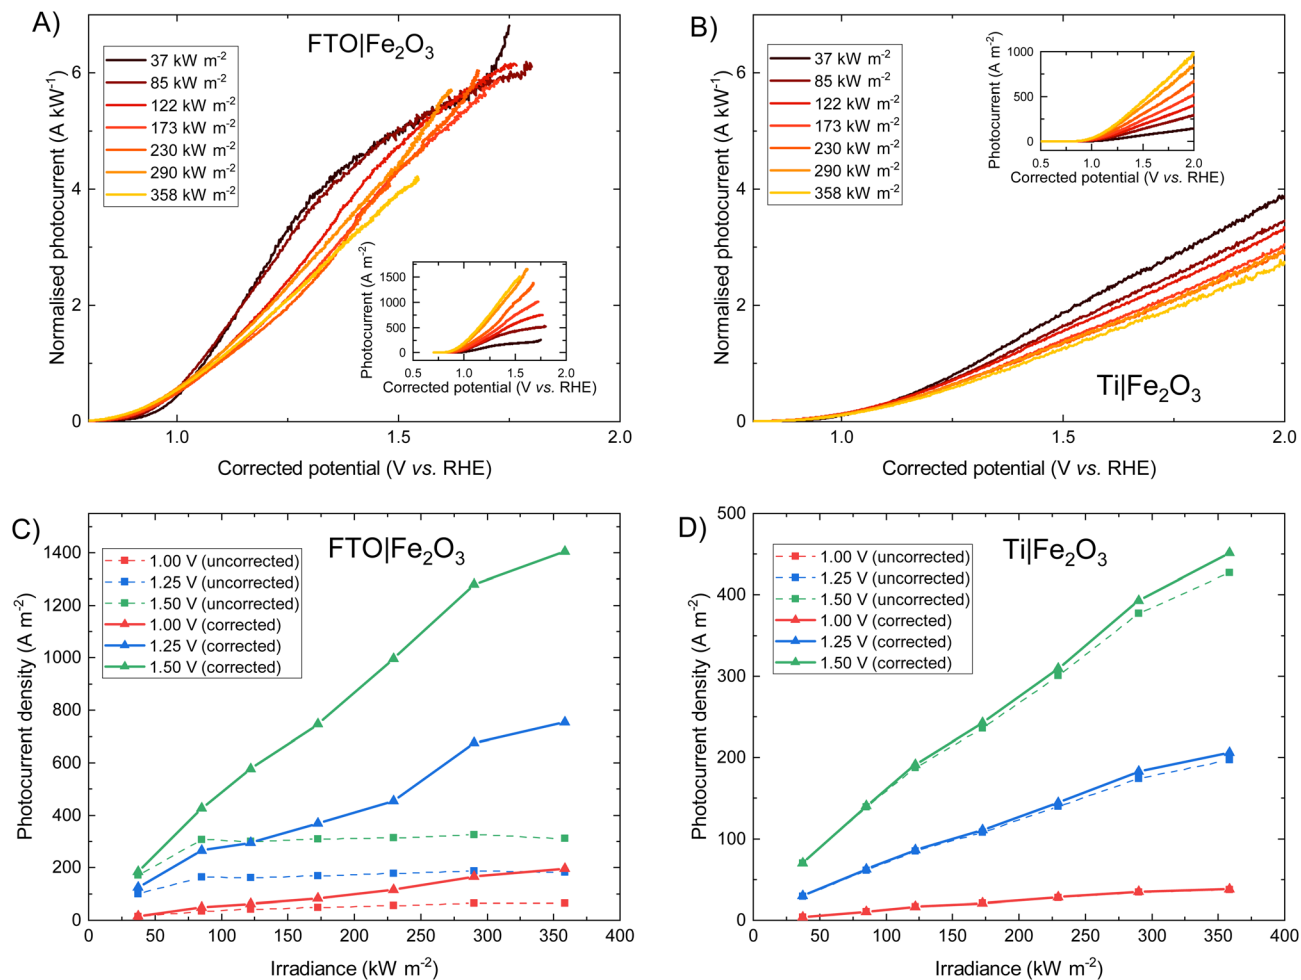 A)
FTO|Fe₂O₃
37 kW m⁻²
85 kW m⁻²
122 kW m⁻²
173 kW m⁻²
230 kW m⁻²
290 kW m⁻²
358 kW m⁻²
Normalised photocurrent (A kW⁻¹)
0
2
4
6
1.0
1.5
2.0
Corrected potential (V vs. RHE)
Photocurrent (A m⁻²)
1500
1000
500
0
0.5
1.0
1.5
2.0
Corrected potential (V vs. RHE)
B)
Ti|Fe₂O₃
37 kW m⁻²
85 kW m⁻²
122 kW m⁻²
173 kW m⁻²
230 kW m⁻²
290 kW m⁻²
358 kW m⁻²
Normalised photocurrent (A kW⁻¹)
0
2
4
6
1.0
1.5
2.0
Corrected potential (V vs. RHE)
Photocurrent (A m⁻²)
1000
500
0
0.5
1.0
1.5
2.0
Corrected potential (V vs. RHE)
C)
FTO|Fe₂O₃
1.00 V (uncorrected)
1.25 V (uncorrected)
1.50 V (uncorrected)
1.00 V (corrected)
1.25 V (corrected)
1.50 V (corrected)
Photocurrent density (A m⁻²)
1400
1200
1000
800
600
400
200
0
0 50 100 150 200 250 300 350 400
Irradiance (kW m⁻²)
D)
Ti|Fe₂O₃
1.00 V (uncorrected)
1.25 V (uncorrected)
1.50 V (uncorrected)
1.00 V (corrected)
1.25 V (corrected)
1.50 V (corrected)
Photocurrent density (A m⁻²)
500
400
300
200
100
0
0 50 100 150 200 250 300 350 400
Irradiance (kW m⁻²)